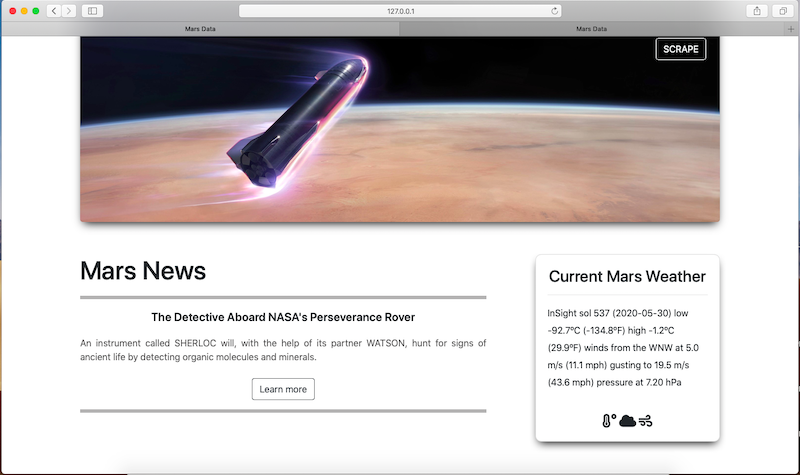 127.0.0.1
Mars Data
Mars Data
SCRAPE
Mars News
The Detective Aboard NASA's Perseverance Rover
An instrument called SHERLOC will, with the help of its partner WATSON, hunt for signs of
ancient life by detecting organic molecules and minerals.
Learn more
Current Mars Weather
InSight sol 537 (2020-05-30) low
-92.7ºC (-134.8ºF) high -1.2ºC
(29.9ºF) winds from the WNW at 5.0
m/s (11.1 mph) gusting to 19.5 m/s
(43.6 mph) pressure at 7.20 hPa